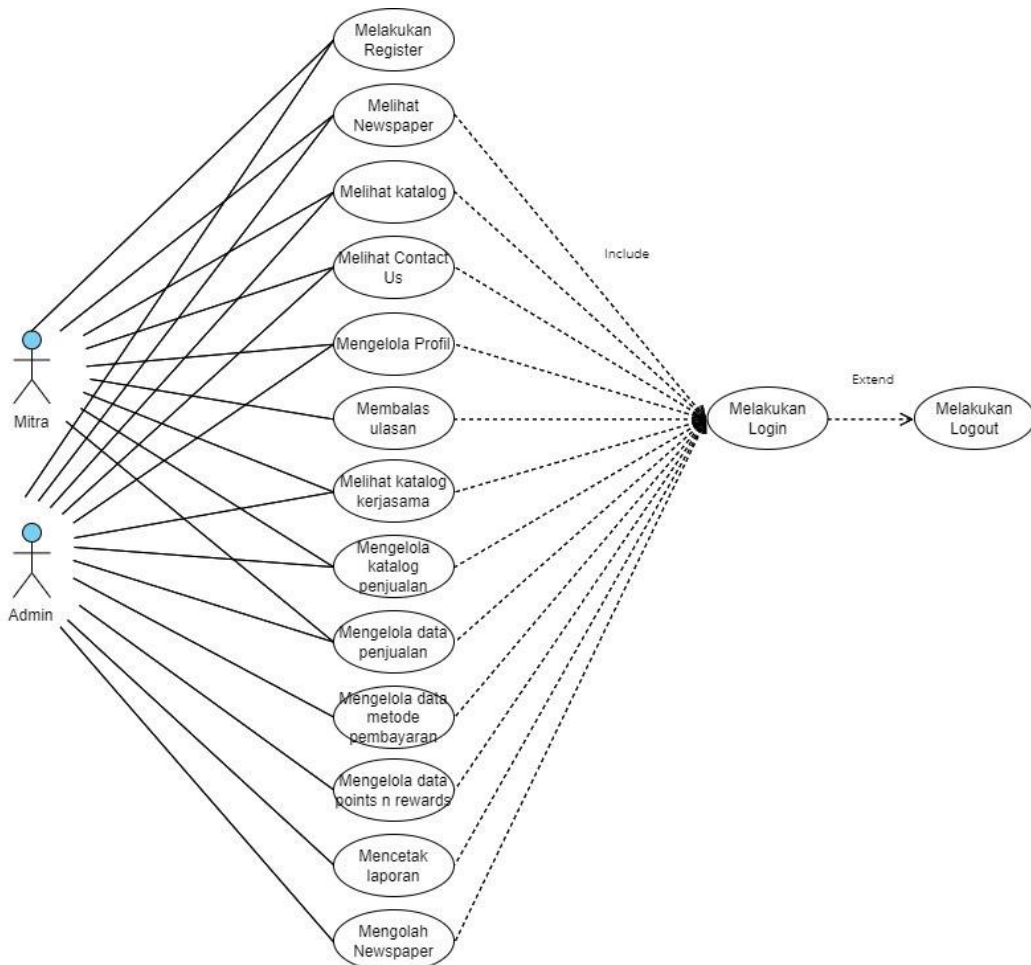 Melakukan
Register
Melihat
Newspaper
Melihat katalog
Melihat Contact
Us
Include
Mengelola Profil
Mitra
Membalas
ulasan
Melakukan
Login
Extend
Melakukan
Logout
Melihat katalog
kerjasama
Admin
Mengelola
katalog
penjualan
Mengelola data
penjualan
Mengelola data
metode
pembayaran
Mengelola data
points n rewards
Mencetak
laporan
Mengolah
Newspaper